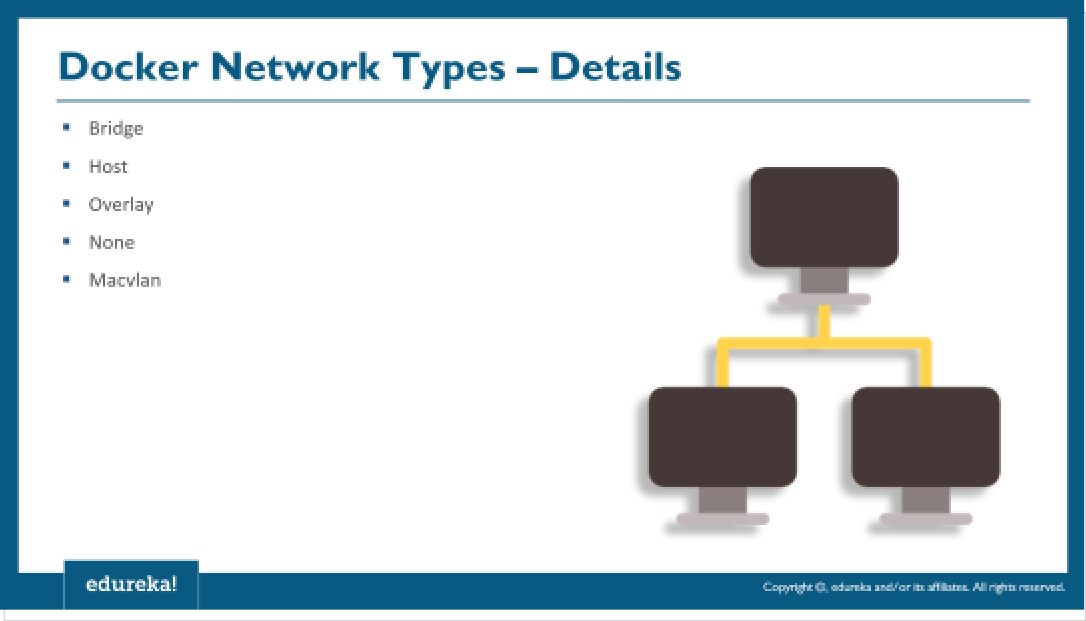 Docker Network Types – Details
▪ Bridge
▪ Host
▪ Overlay
▪ None
▪ Macvlan
edureka!
Copyright ©, edureka and/or its affiliates. All rights reserved.